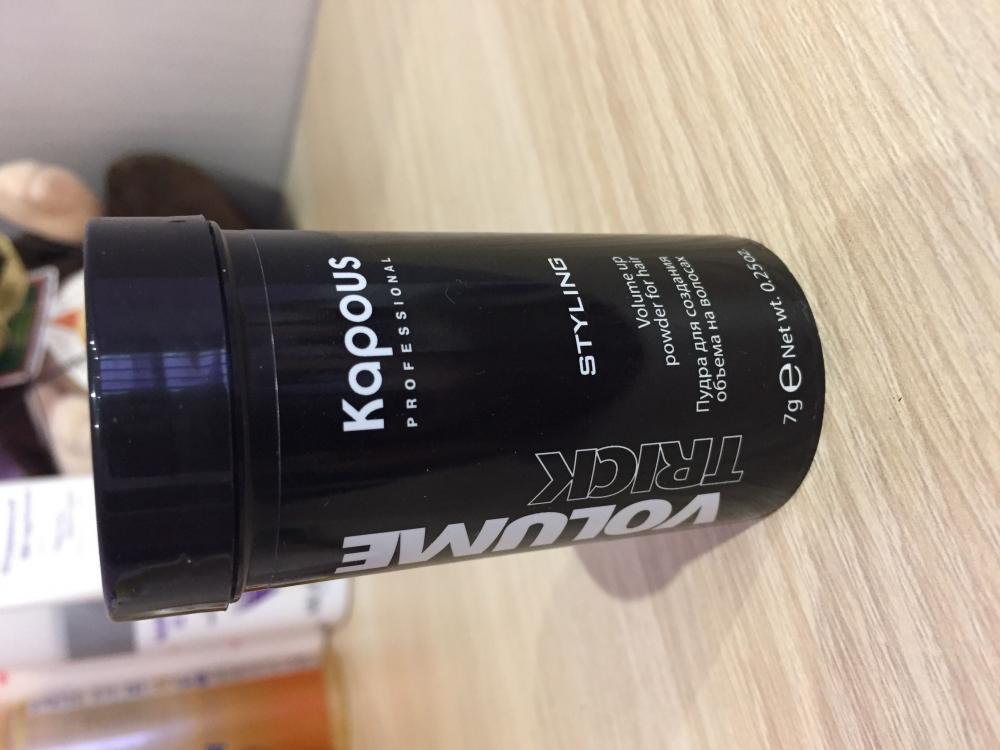 Kapous
PROFESSIONAL
VOLUME
TRICK
STYLING
Volume up
powder for hair
Пудра для создания
объема на волосах
7g ℮ Net wt. 0.25oz.